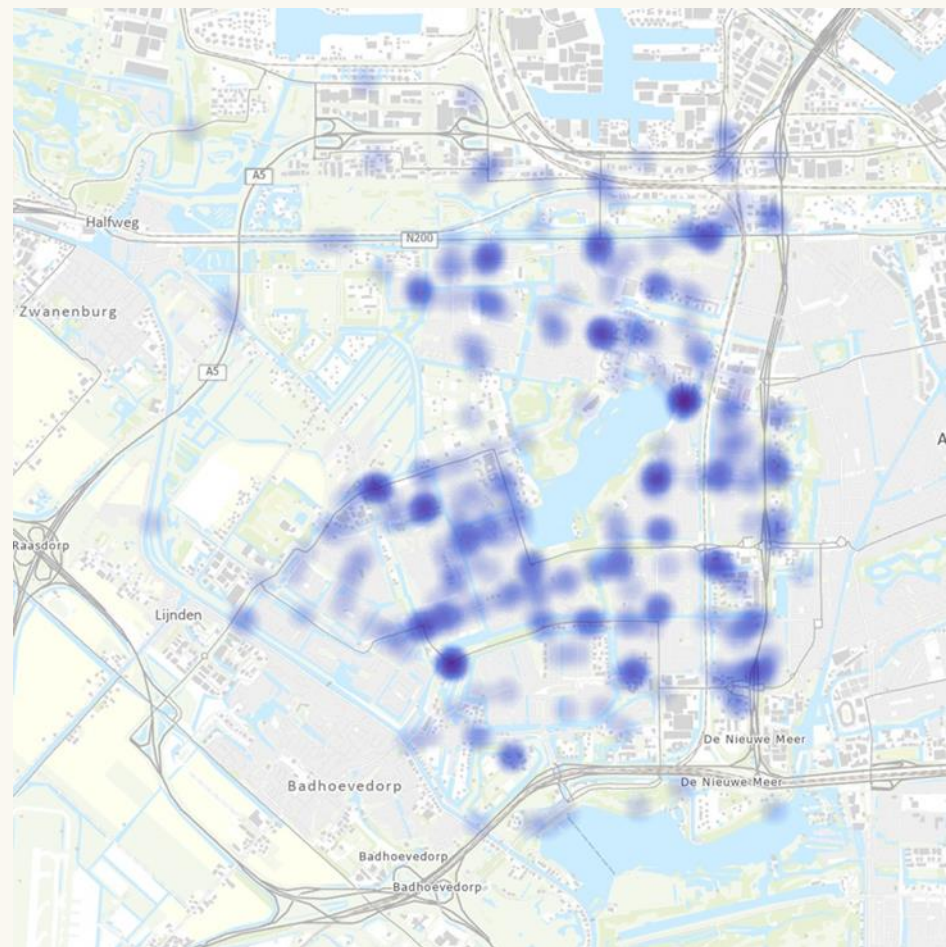 A5
Halfweg
N200
Zwanenburg
A5
A
Raasdorp
Lijnden
De Nieuwe Meer
De Nieuwe Meer
Badhoevedorp
Badhoevedorp
Badhoevedorp